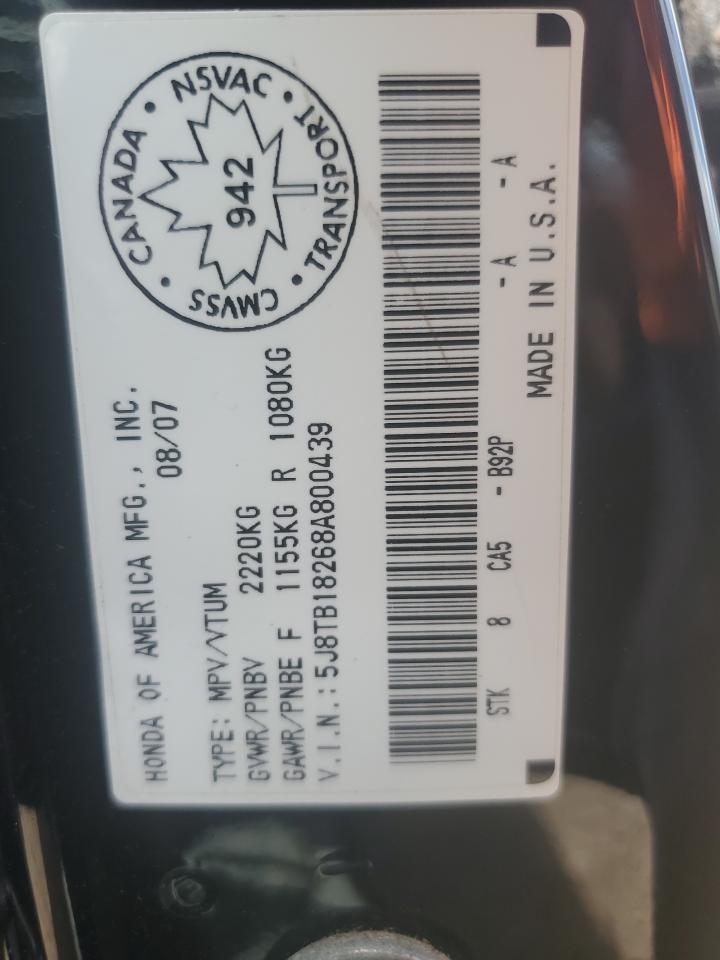 HONDA OF AMERICA MFG., INC.
08/07
TYPE: MPV/VTUM
GVWR/PNBV 2220KG
GAWR/PNBE F 1155KG R 1080KG
V.I.N.: 5J8TB18268A800439
CANADA • NSVAC • TRANSPORT • CMVSS •
942
STK 8 CA5 - B92P - A - A
MADE IN U.S.A.